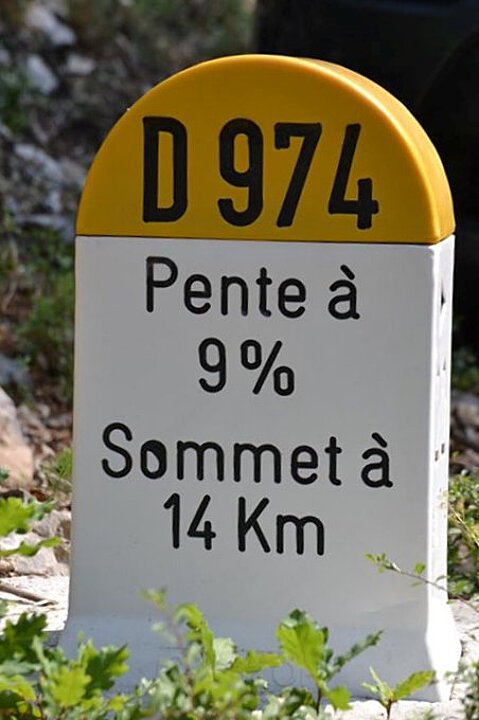 D 974
Pente à
9%
Sommet à
14 Km